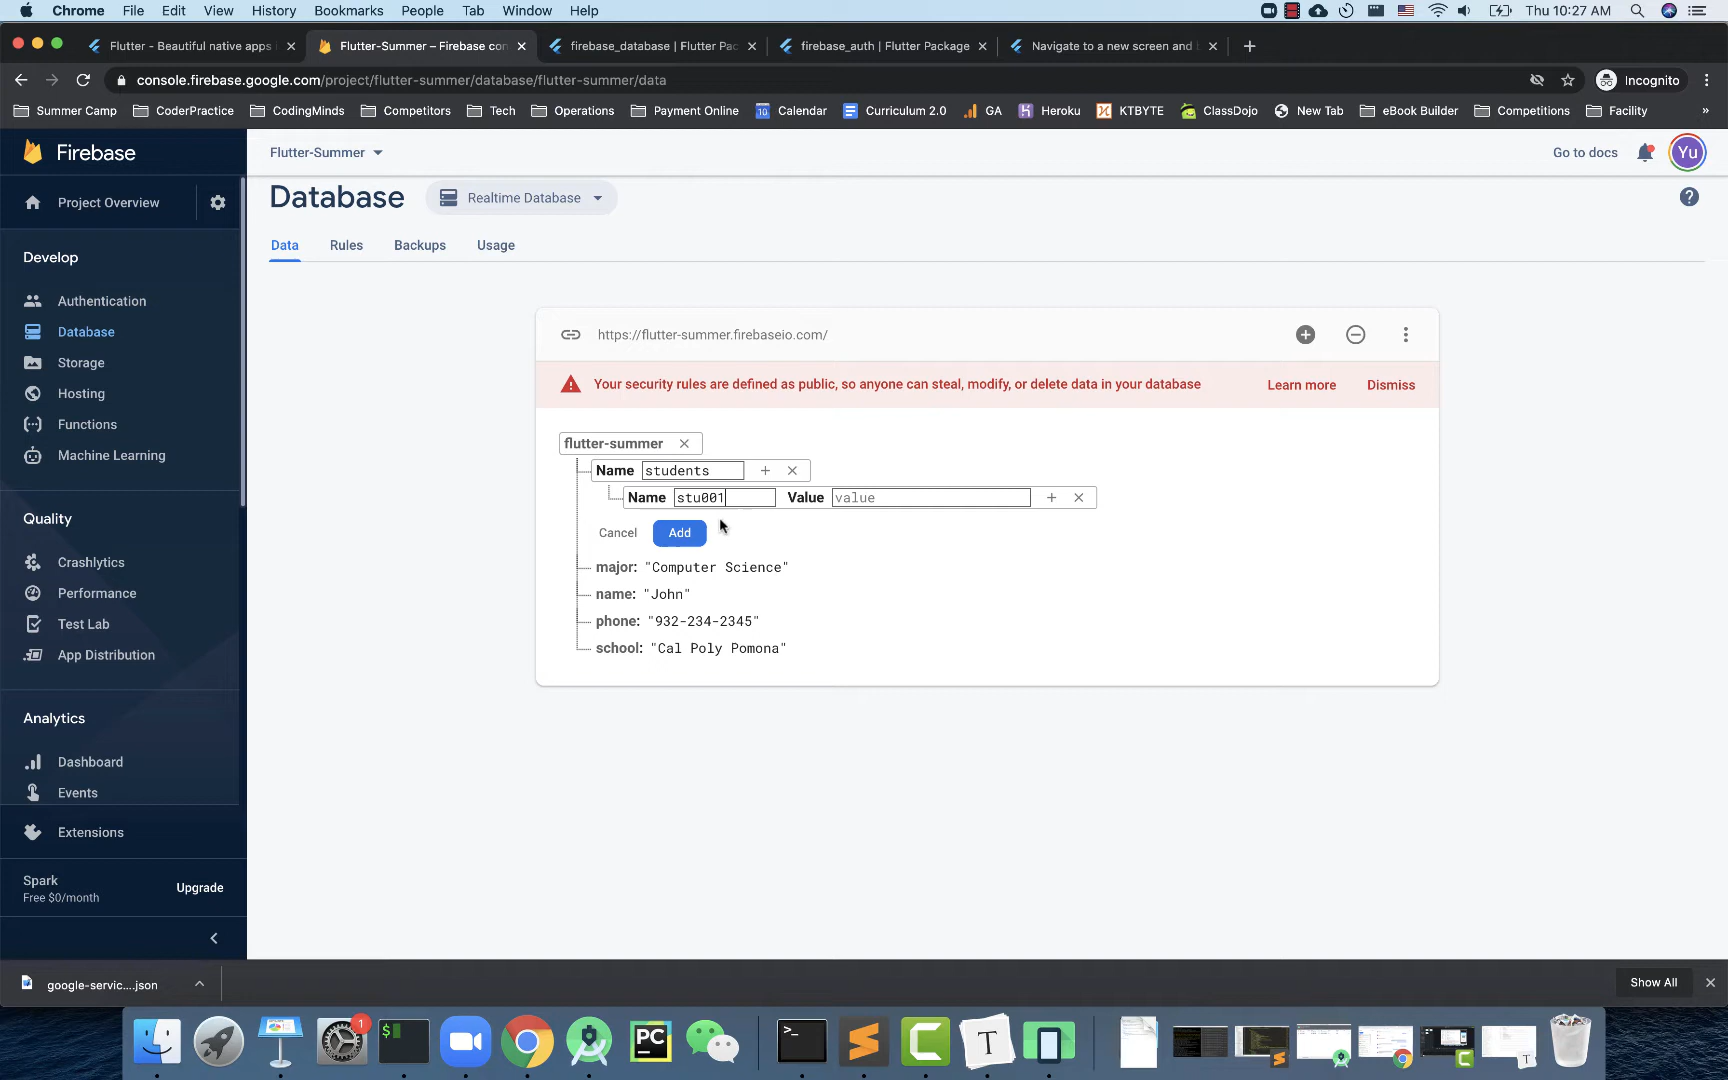 Chrome File Edit View History Bookmarks People Tab Window Help Thu 10:27 AM
Flutter - Beautiful native apps Flutter-Summer – Firebase con firebase_database | Flutter Pac firebase_auth | Flutter Package Navigate to a new screen and
console.firebase.google.com/project/flutter-summer/database/flutter-summer/data Incognito
Summer Camp CoderPractice CodingMinds Competitors Tech Operations Payment Online Calendar Curriculum 2.0 GA Heroku KTBYTE ClassDojo New Tab eBook Builder Competitions Facility »
Firebase
Flutter-Summer
Go to docs
Yu
Project Overview
Database
Realtime Database
Data Rules Backups Usage
Develop
Authentication
Database
Storage
Hosting
Functions
Machine Learning
Quality
Crashlytics
Performance
Test Lab
App Distribution
Analytics
Dashboard
Events
Extensions
Spark
Free $0/month
Upgrade
https://flutter-summer.firebaseio.com/
Your security rules are defined as public, so anyone can steal, modify, or delete data in your database Learn more Dismiss
flutter-summer
Name students
Name stu001 Value value
Cancel Add
major: "Computer Science"
name: "John"
phone: "932-234-2345"
school: "Cal Poly Pomona"
google-servic....json
Show All
1
$
PC
T